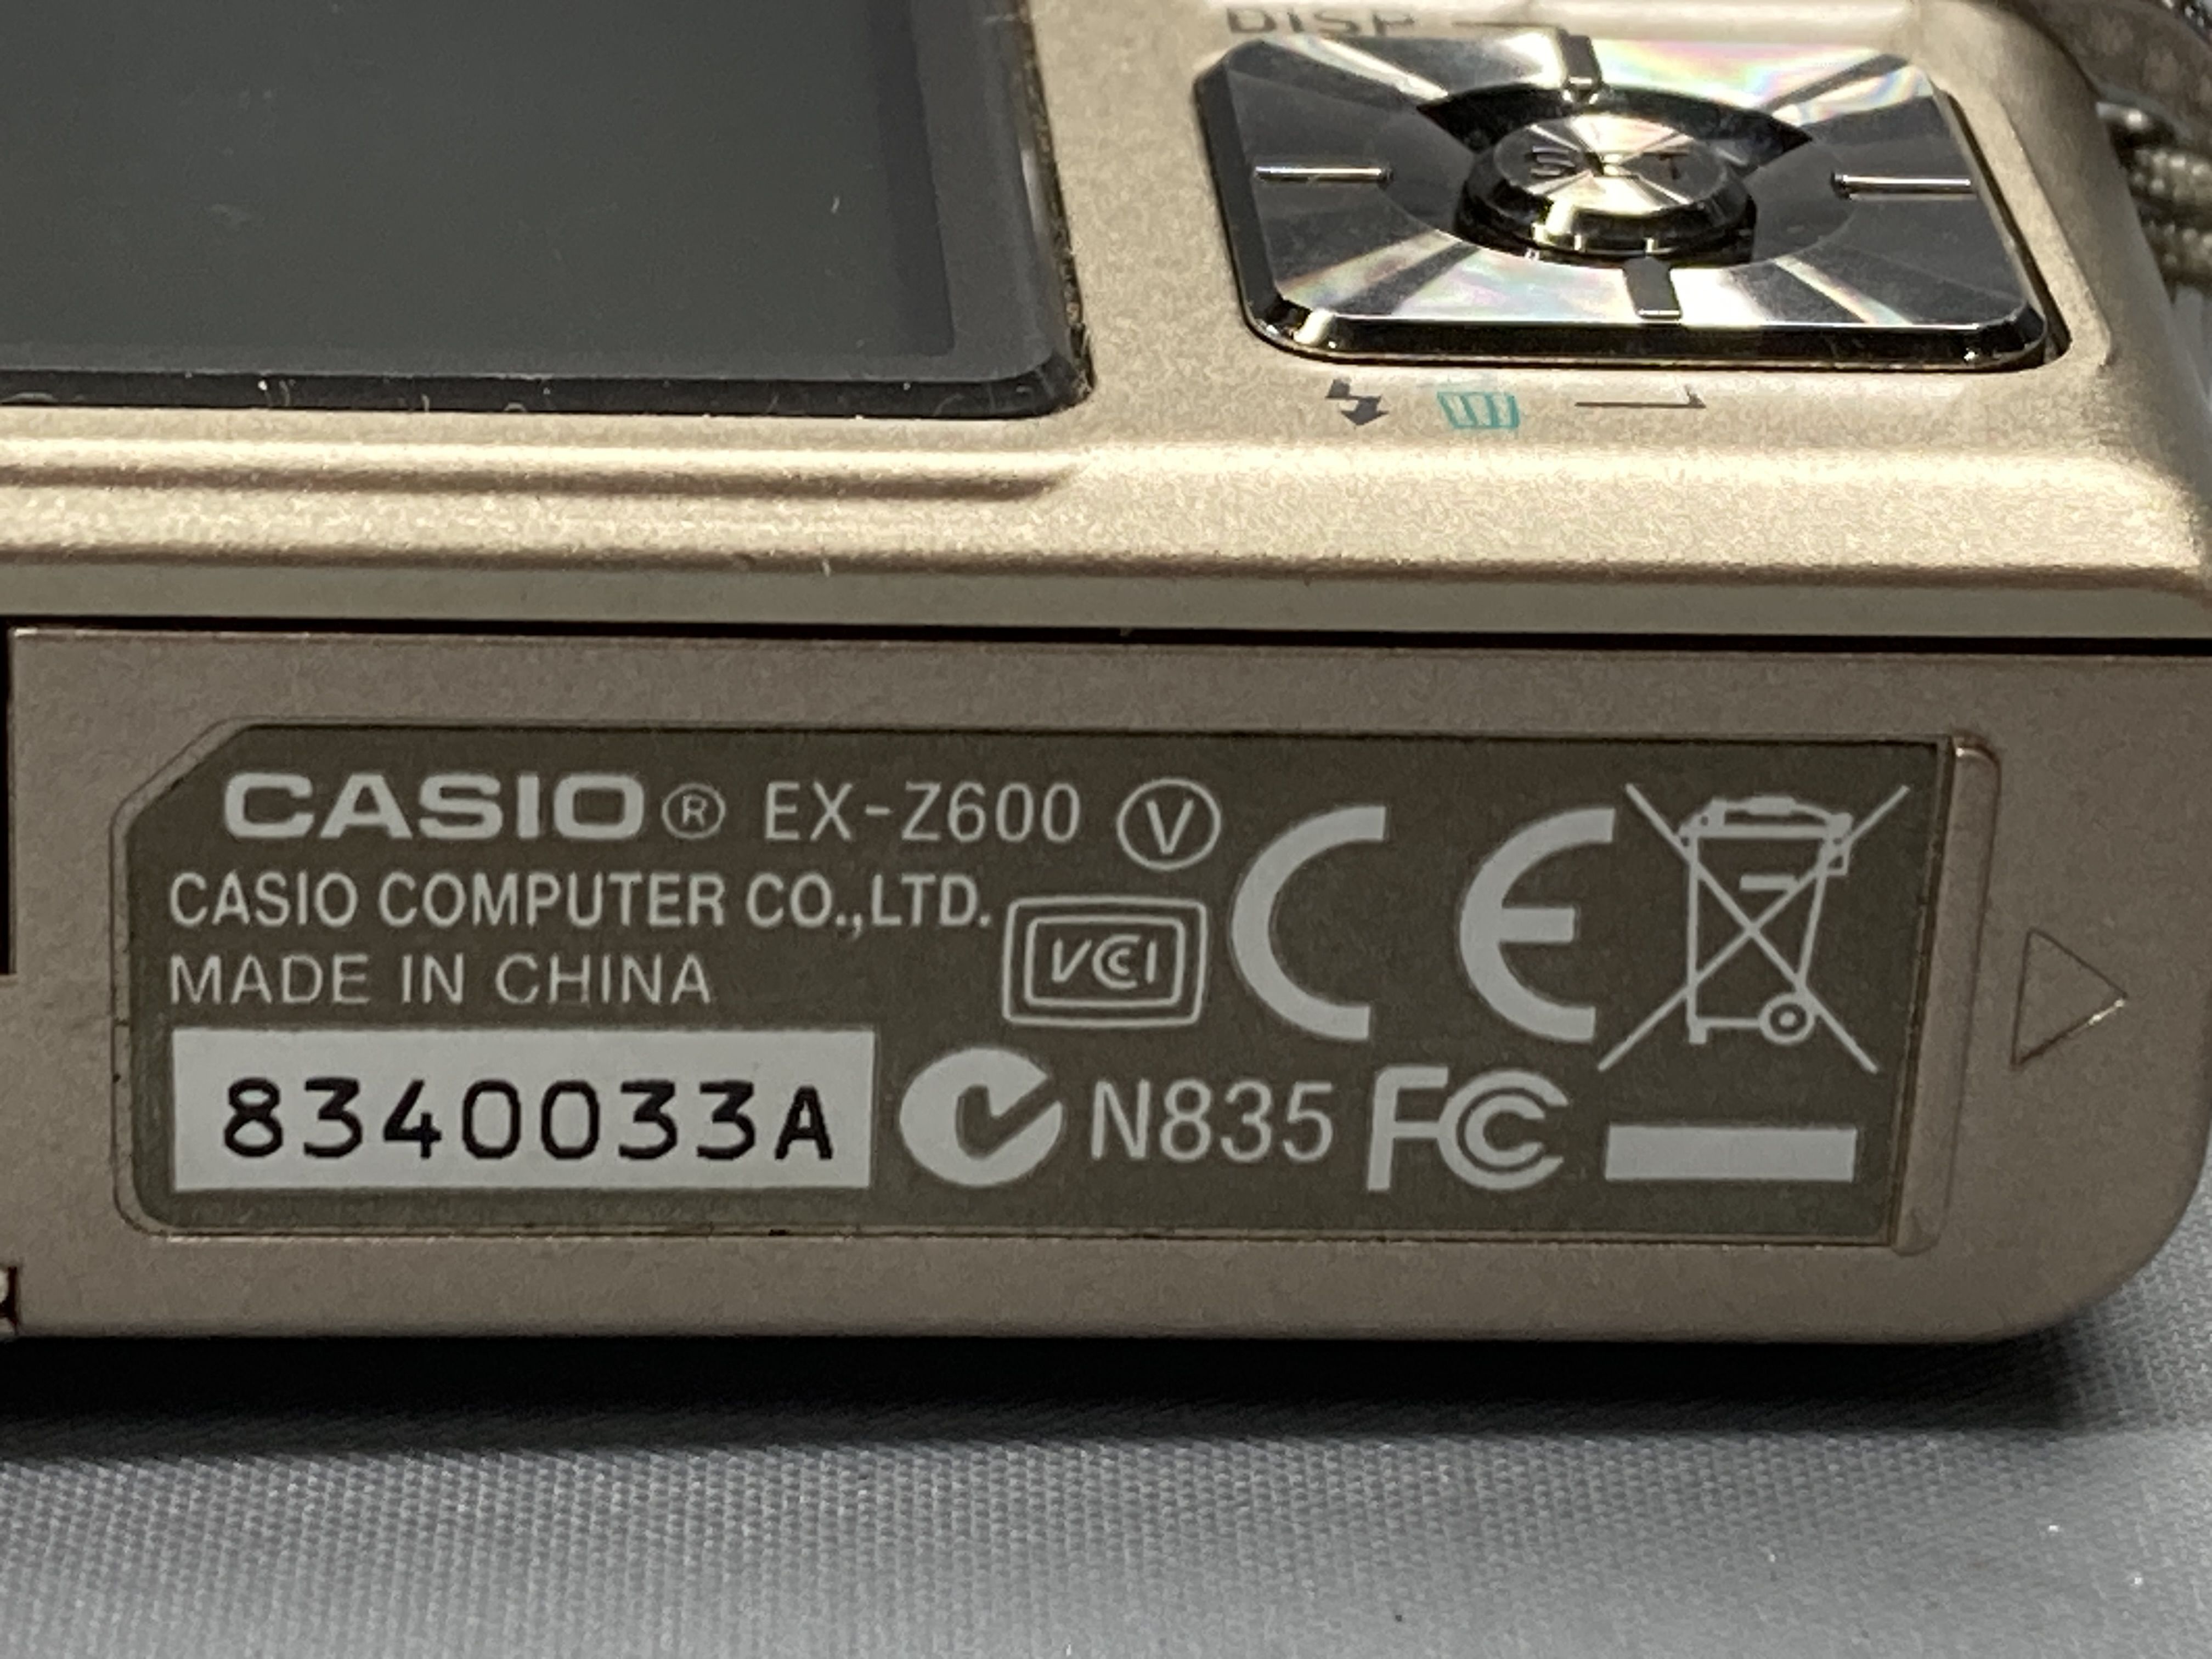 DISP
SET
CASIO® EX-Z600 Ⓥ
CASIO COMPUTER CO.,LTD.
MADE IN CHINA
VCI
CE
8340033A
N835 FC